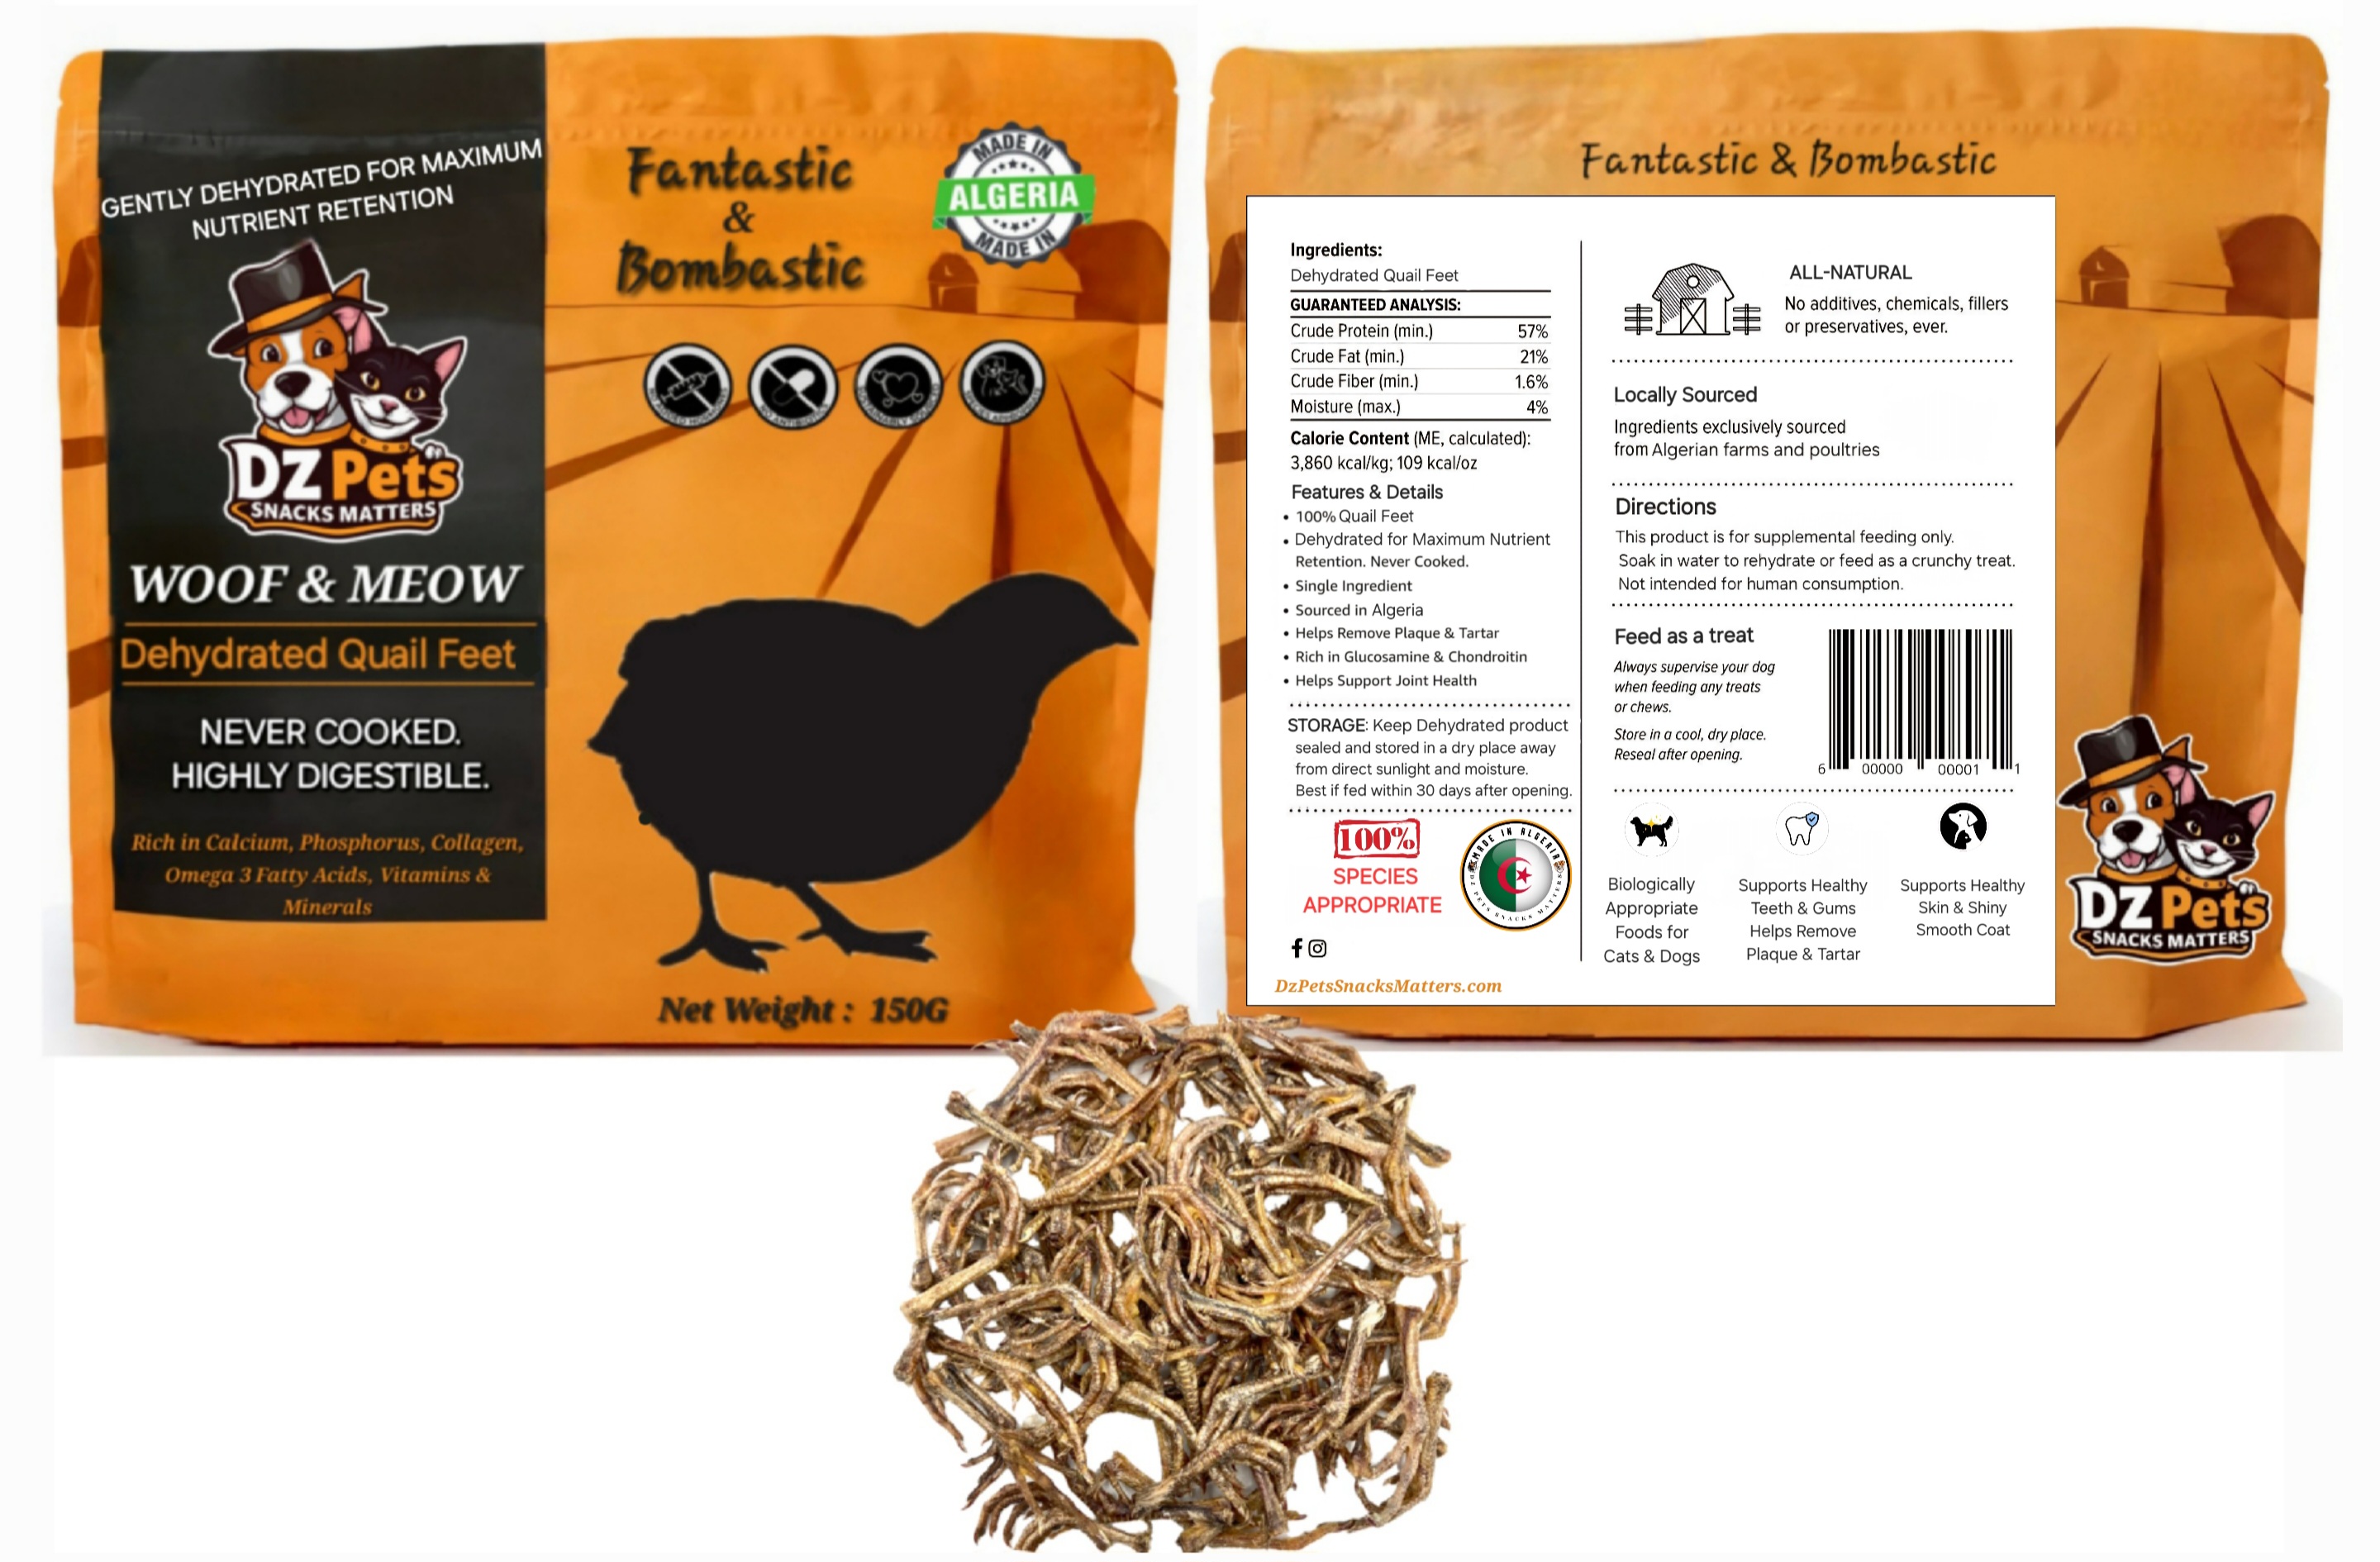 GENTLY DEHYDRATED FOR MAXIMUM
NUTRIENT RETENTION
DZ Pets
SNACKS MATTERS
WOOF & MEOW
Dehydrated Quail Feet
NEVER COOKED.
HIGHLY DIGESTIBLE.
Rich in Calcium, Phosphorus, Collagen,
Omega 3 Fatty Acids, Vitamins &
Minerals
Fantastic
&
Bombastic
MADE IN
ALGERIA
MADE IN
Net Weight : 150G
Fantastic & Bombastic
Ingredients:
Dehydrated Quail Feet
GUARANTEED ANALYSIS:
Crude Protein (min.) 57%
Crude Fat (min.) 21%
Crude Fiber (min.) 1.6%
Moisture (max.) 4%
Calorie Content (ME, calculated):
3,860 kcal/kg; 109 kcal/oz
Features & Details
• 100% Quail Feet
• Dehydrated for Maximum Nutrient
Retention. Never Cooked.
• Single Ingredient
• Sourced in Algeria
• Helps Remove Plaque & Tartar
• Rich in Glucosamine & Chondroitin
• Helps Support Joint Health
STORAGE: Keep Dehydrated product
sealed and stored in a dry place away
from direct sunlight and moisture.
Best if fed within 30 days after opening.
100%
SPECIES
APPROPRIATE
MADE IN ALGERIA
DZ PETS SNACKS MATTERS
DzPetsSnacksMatters.com
ALL-NATURAL
No additives, chemicals, fillers
or preservatives, ever.
Locally Sourced
Ingredients exclusively sourced
from Algerian farms and poultries
Directions
This product is for supplemental feeding only.
Soak in water to rehydrate or feed as a crunchy treat.
Not intended for human consumption.
Feed as a treat
Always supervise your dog
when feeding any treats
or chews.
Store in a cool, dry place.
Reseal after opening.
6 00000 00001 1
Biologically
Appropriate
Foods for
Cats & Dogs
Supports Healthy
Teeth & Gums
Helps Remove
Plaque & Tartar
Supports Healthy
Skin & Shiny
Smooth Coat
DZ Pets
SNACKS MATTERS